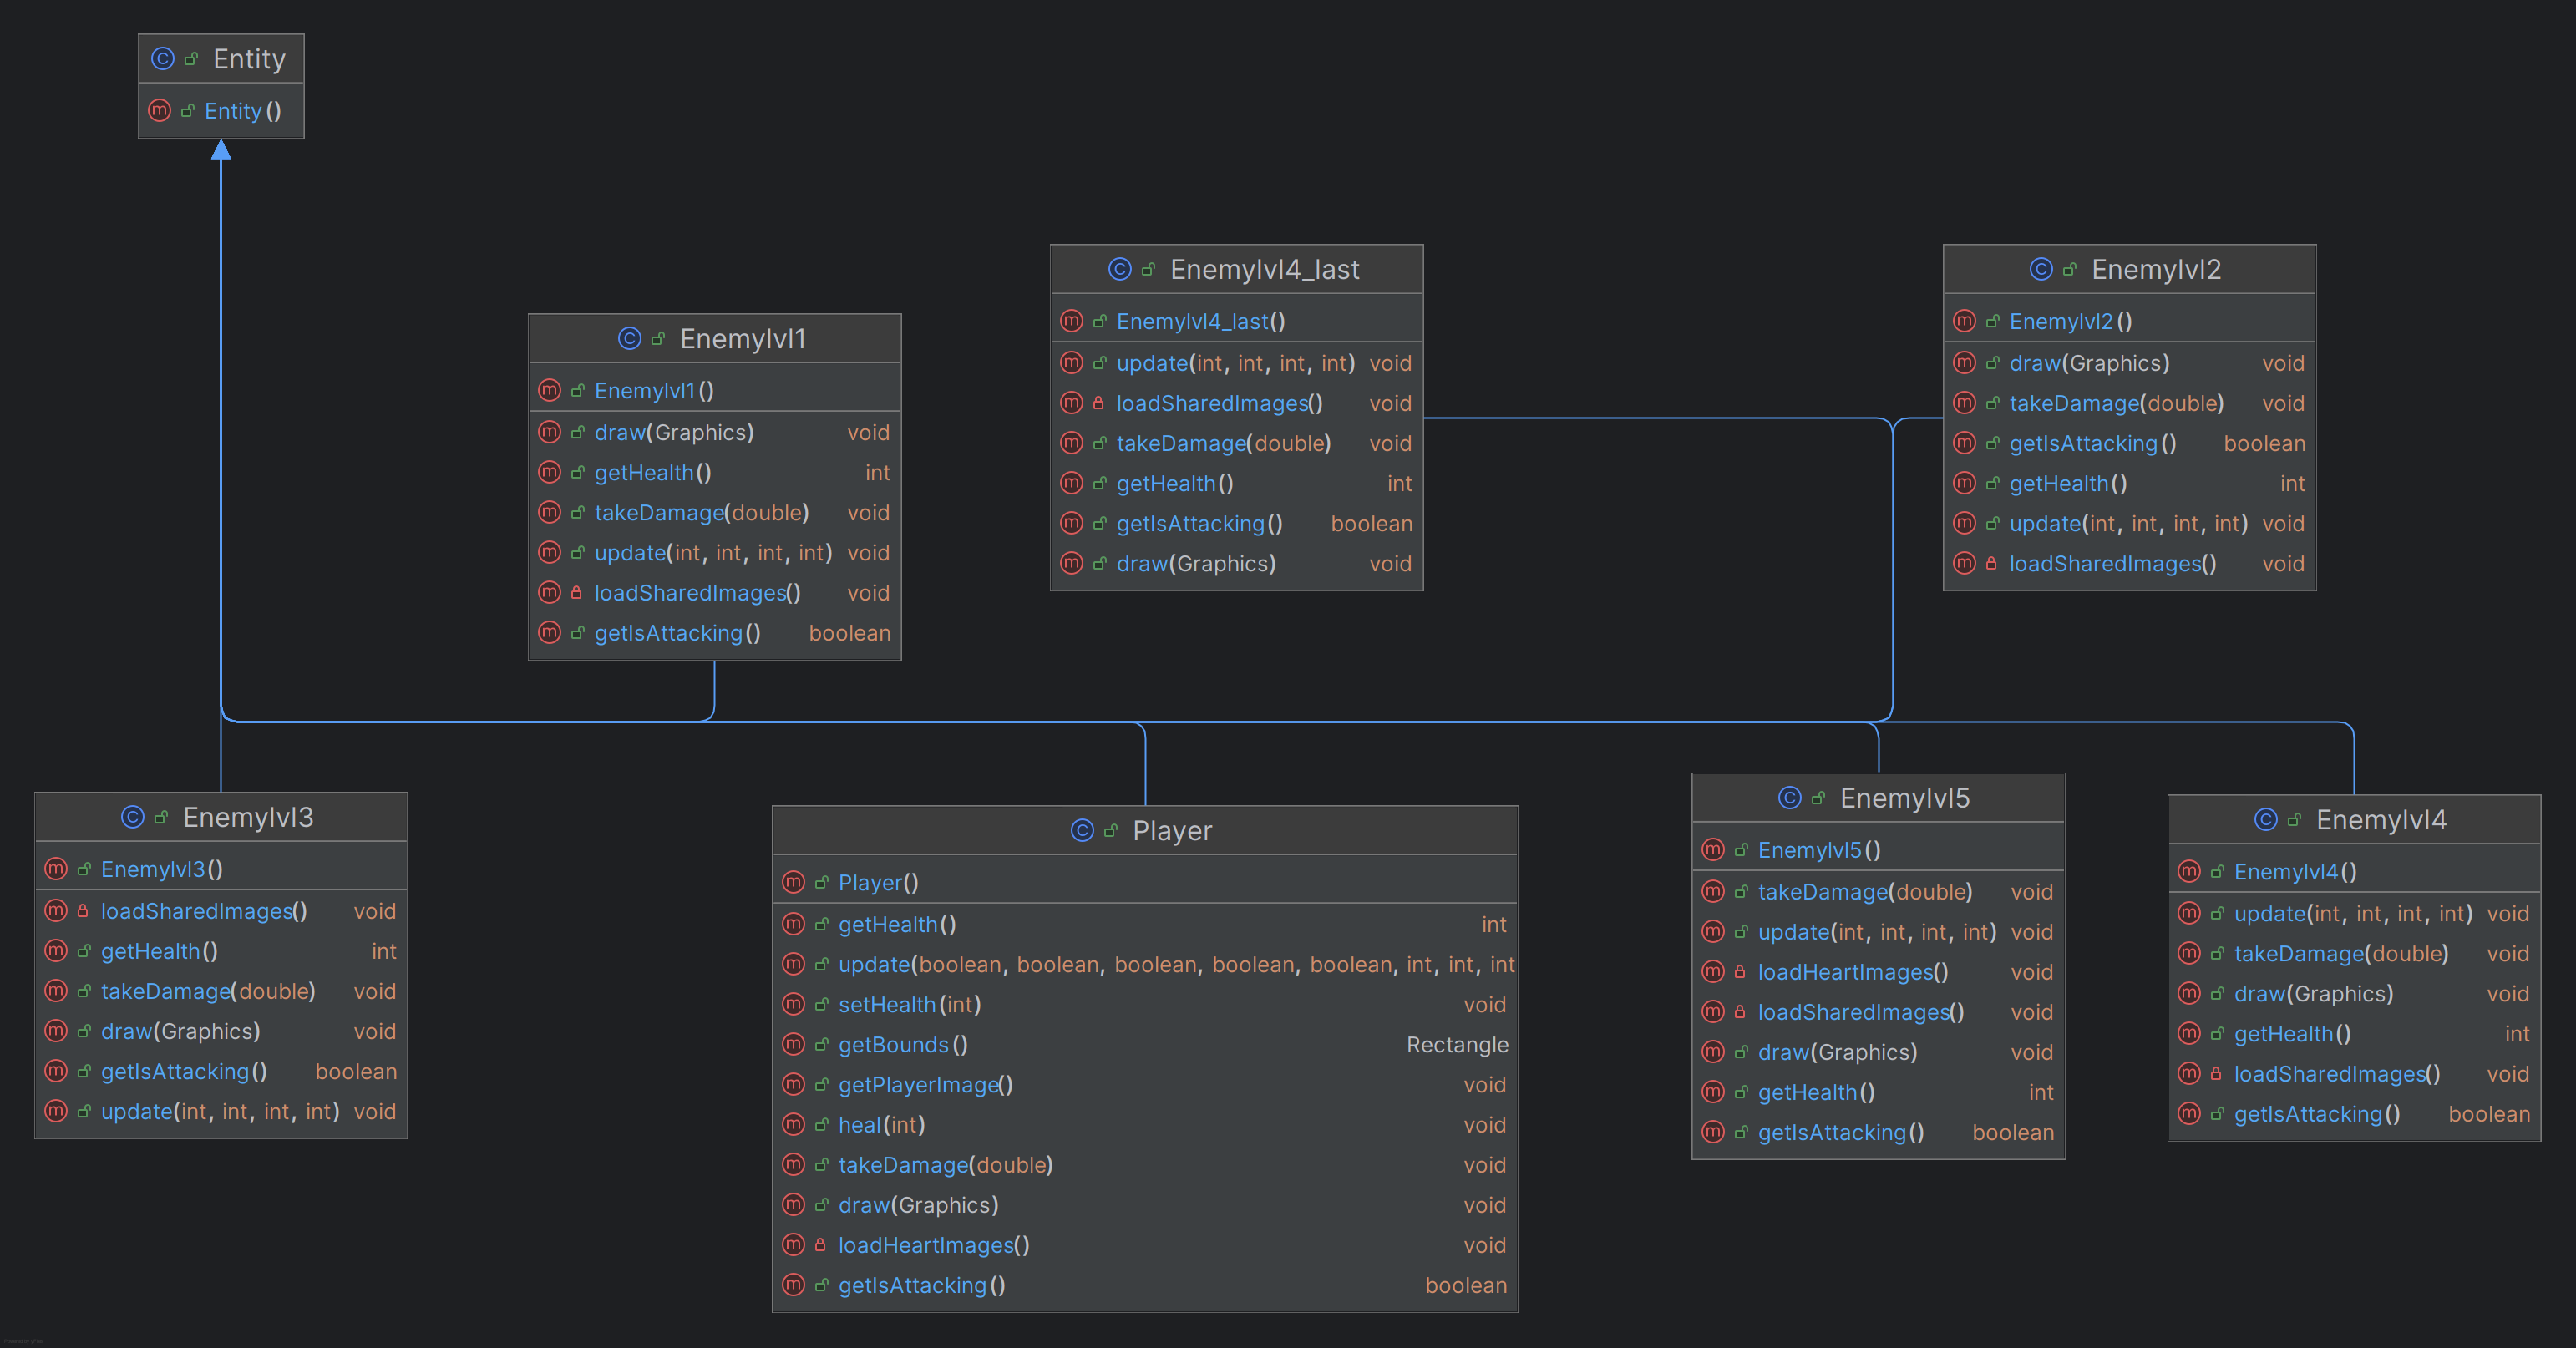 Entity
Entity()
Enemylvl4_last
Enemylvl4_last()
update(int, int, int, int) void
loadSharedImages() void
takeDamage(double) void
getHealth() int
getIsAttacking() boolean
draw(Graphics) void
Enemylvl2
Enemylvl2()
draw(Graphics) void
takeDamage(double) void
getIsAttacking() boolean
getHealth() int
update(int, int, int, int) void
loadSharedImages() void
Enemylvl1
Enemylvl1()
draw(Graphics) void
getHealth() int
takeDamage(double) void
update(int, int, int, int) void
loadSharedImages() void
getIsAttacking() boolean
Enemylvl3
Enemylvl3()
loadSharedImages() void
getHealth() int
takeDamage(double) void
draw(Graphics) void
getIsAttacking() boolean
update(int, int, int, int) void
Player
Player()
getHealth() int
update(boolean, boolean, boolean, boolean, boolean, int, int, int
setHealth(int) void
getBounds() Rectangle
getPlayerImage() void
heal(int) void
takeDamage(double) void
draw(Graphics) void
loadHeartImages() void
getIsAttacking() boolean
Enemylvl5
Enemylvl5()
takeDamage(double) void
update(int, int, int, int) void
loadHeartImages() void
loadSharedImages() void
draw(Graphics) void
getHealth() int
getIsAttacking() boolean
Enemylvl4
Enemylvl4()
update(int, int, int, int) void
takeDamage(double) void
draw(Graphics) void
getHealth() int
loadSharedImages() void
getIsAttacking() boolean